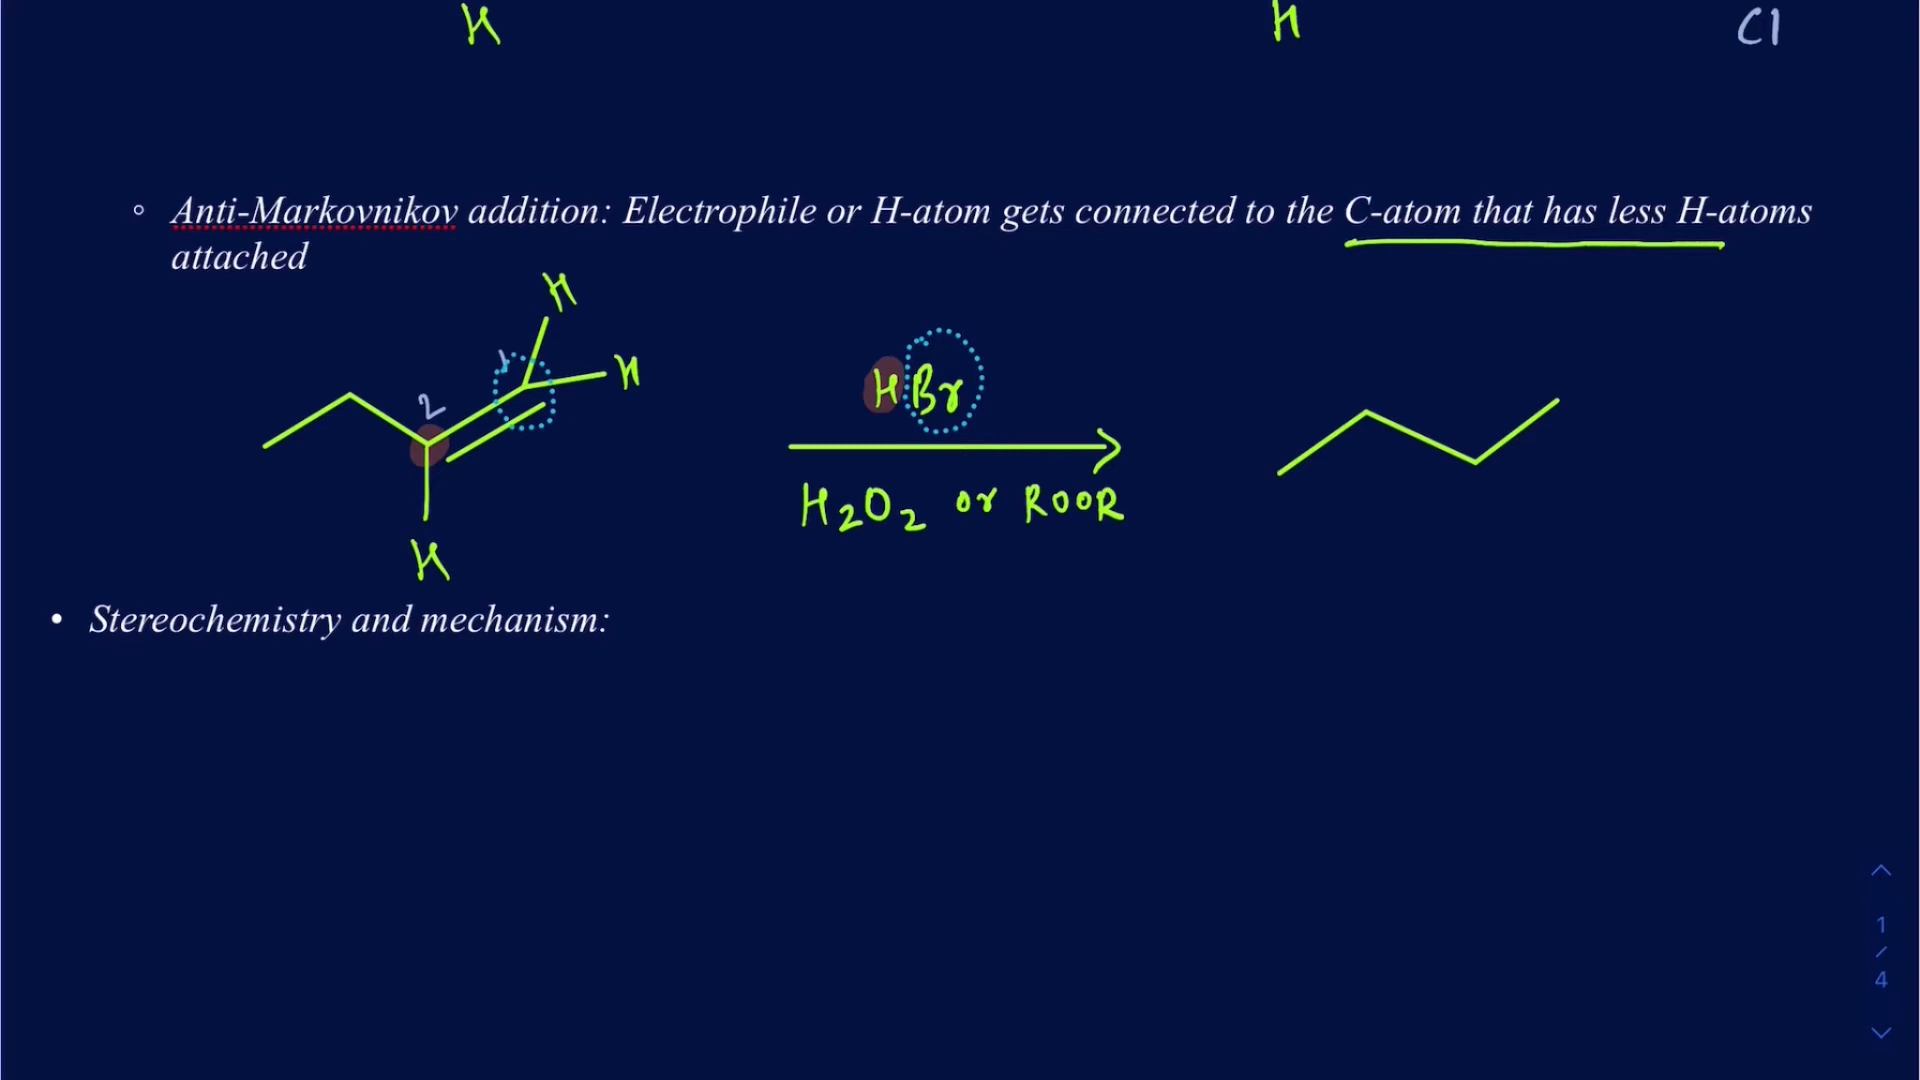 H H Cl
◦ Anti-Markovnikov addition: Electrophile or H-atom gets connected to the C-atom that has less H-atoms
attached
H
1 H
2
H Br
H2O2 or ROOR
H
• Stereochemistry and mechanism:
1
/
4